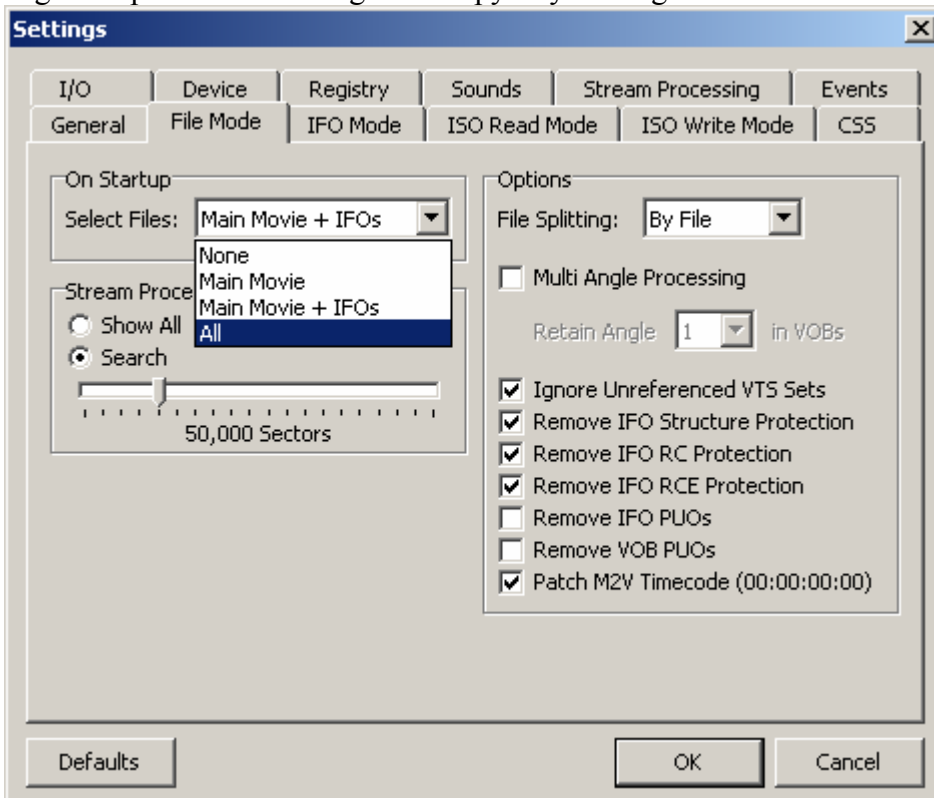 Settings
I/O Device Registry Sounds Stream Processing Events
General File Mode IFO Mode ISO Read Mode ISO Write Mode CSS
On Startup
Select Files: Main Movie + IFOs
None
Main Movie
Main Movie + IFOs
All
Stream Proce
Show All
Search
50,000 Sectors
Options
File Splitting: By File
Multi Angle Processing
Retain Angle 1 in VOBs
Ignore Unreferenced VTS Sets
Remove IFO Structure Protection
Remove IFO RC Protection
Remove IFO RCE Protection
Remove IFO PUOs
Remove VOB PUOs
Patch M2V Timecode (00:00:00:00)
Defaults OK Cancel